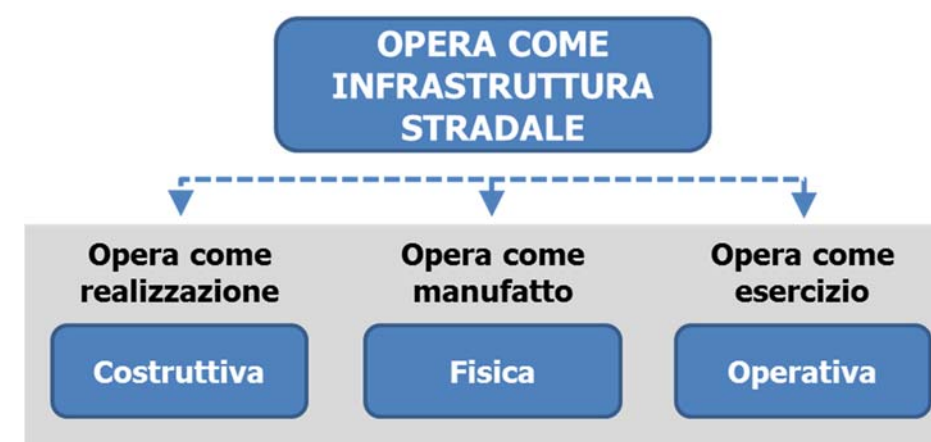 OPERA COME
INFRASTRUTTURA
STRADALE
Opera come
realizzazione
Opera come
manufatto
Opera come
esercizio
Costruttiva
Fisica
Operativa